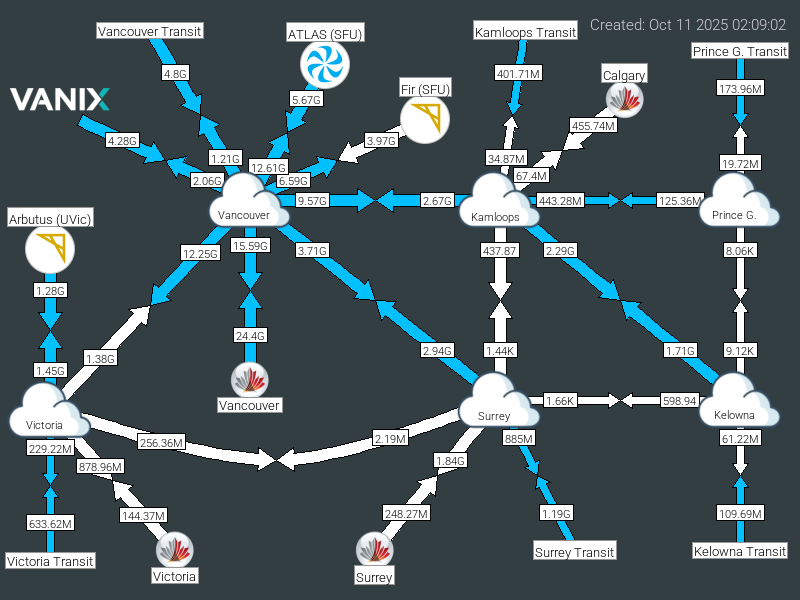 Created: Oct 11 2025 02:09:02
Vancouver Transit
ATLAS (SFU)
Kamloops Transit
Prince G. Transit
4.8G
401.71M
Calgary
Fir (SFU)
173.96M
VANIX
5.67G
4.28G
3.97G
455.74M
1.21G
34.87M
19.72M
12.61G
67.4M
2.06G
6.59G
9.57G
2.67G
443.28M
125.36M
Arbutus (UVic)
Vancouver
Kamloops
Prince G.
12.25G
15.59G
3.71G
437.87
2.29G
8.06K
1.28G
24.4G
1.38G
2.94G
1.44K
1.71G
9.12K
1.45G
Vancouver
1.66K
598.94
Victoria
Surrey
Kelowna
229.22M
256.36M
2.19M
885M
61.22M
878.96M
1.84G
633.62M
144.37M
248.27M
1.19G
109.69M
Victoria Transit
Victoria
Surrey
Surrey Transit
Kelowna Transit